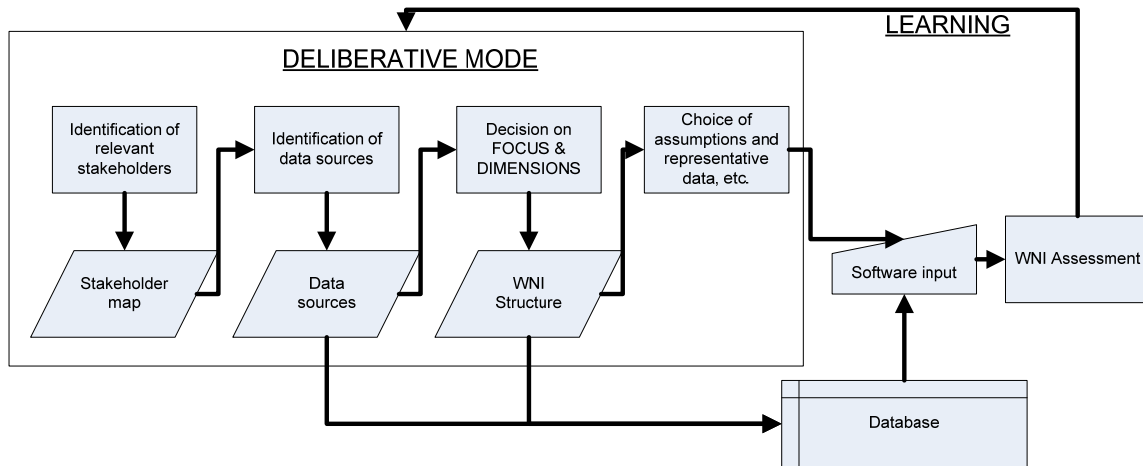 LEARNING
DELIBERATIVE MODE
Identification of
relevant
stakeholders
Identification of
data sources
Decision on
FOCUS &
DIMENSIONS
Choice of
assumptions and
representative
data, etc.
Stakeholder
map
Data
sources
WNI
Structure
Software input
WNI Assessment
Database